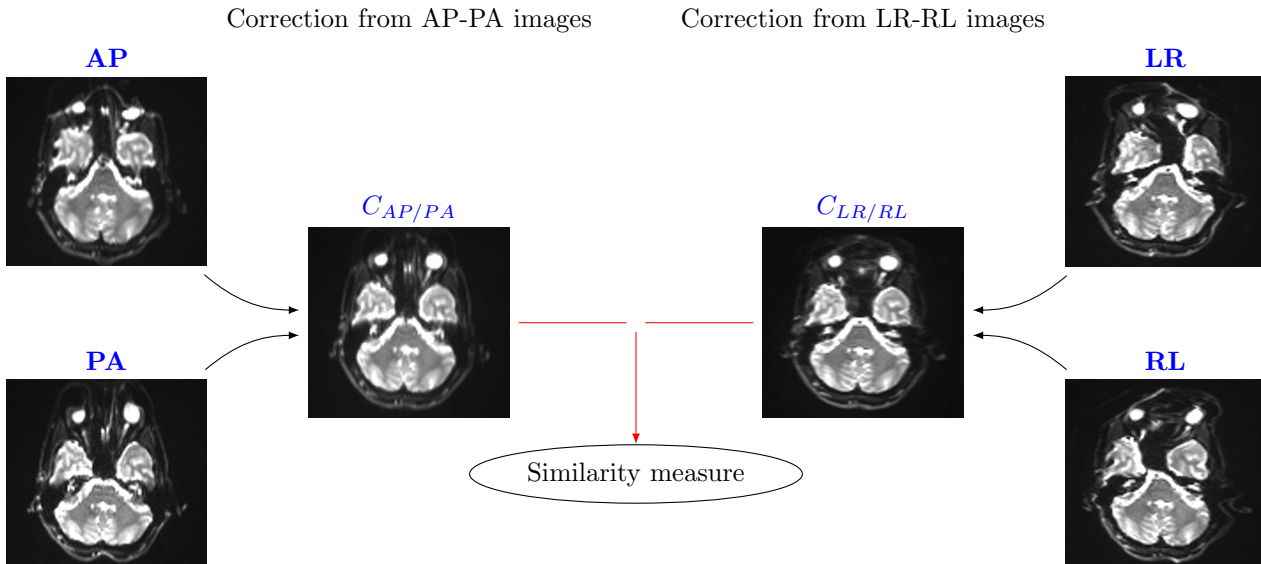 Correction from AP-PA images
Correction from LR-RL images
AP
LR
C_{AP/PA}
C_{LR/RL}
PA
RL
Similarity measure